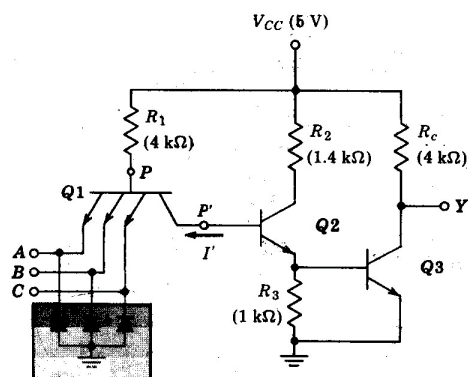 V_CC (5 V)
R_1
(4 kΩ)
P
Q1
R_2
(1.4 kΩ)
R_c
(4 kΩ)
Y
P'
I'
Q2
Q3
A
B
C
R_3
(1 kΩ)